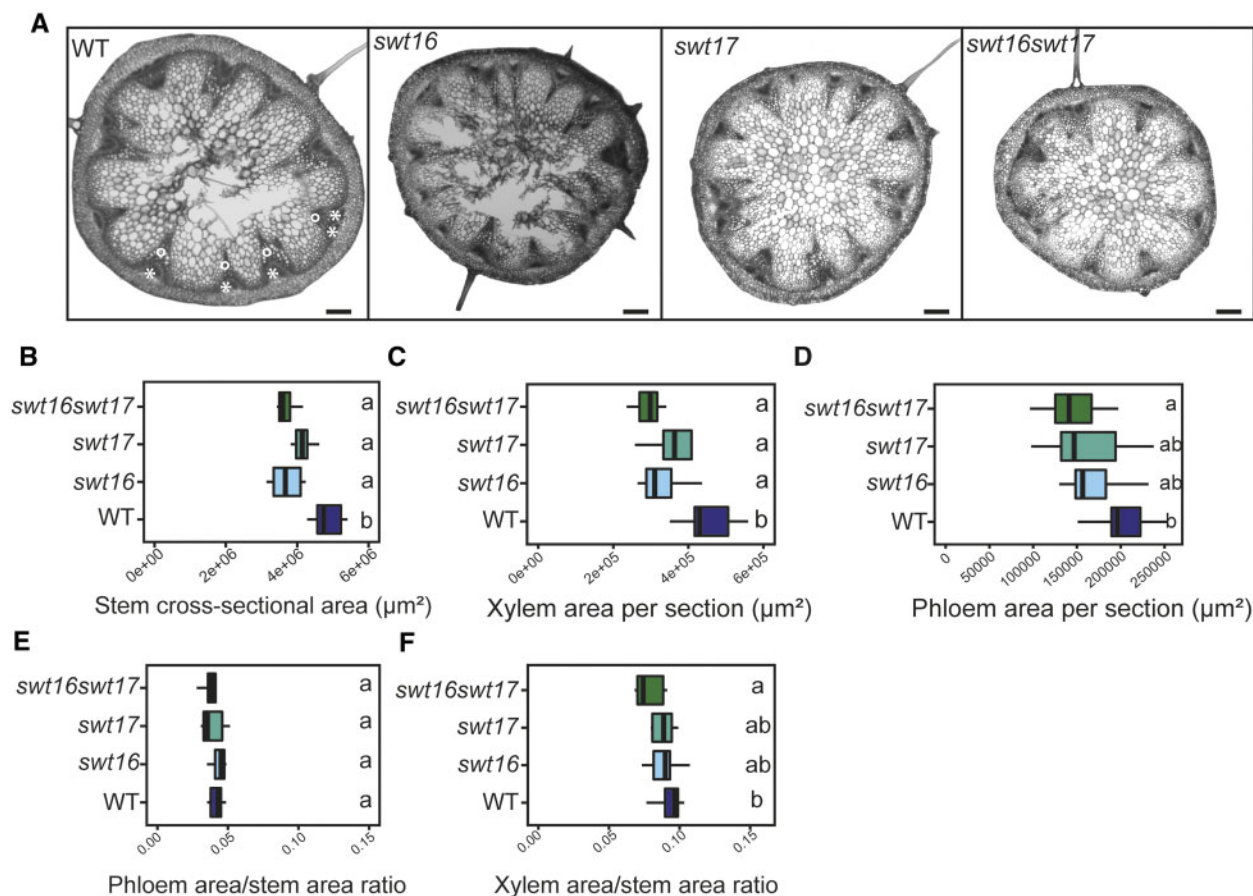 A
WT
swt16
swt17
swt16swt17
B
swt16swt17
swt17
swt16
WT
a
a
a
b
0e+00
2e+06
4e+06
6e+06
Stem cross-sectional area (µm²)
C
swt16swt17
swt17
swt16
WT
a
a
a
b
0e+00
2e+05
4e+05
6e+05
Xylem area per section (µm²)
D
swt16swt17
swt17
swt16
WT
a
ab
ab
b
0
50000
100000
150000
200000
250000
Phloem area per section (µm²)
E
swt16swt17
swt17
swt16
WT
a
a
a
a
0.00
0.05
0.10
0.15
Phloem area/stem area ratio
F
swt16swt17
swt17
swt16
WT
a
ab
ab
b
0.00
0.05
0.10
0.15
Xylem area/stem area ratio